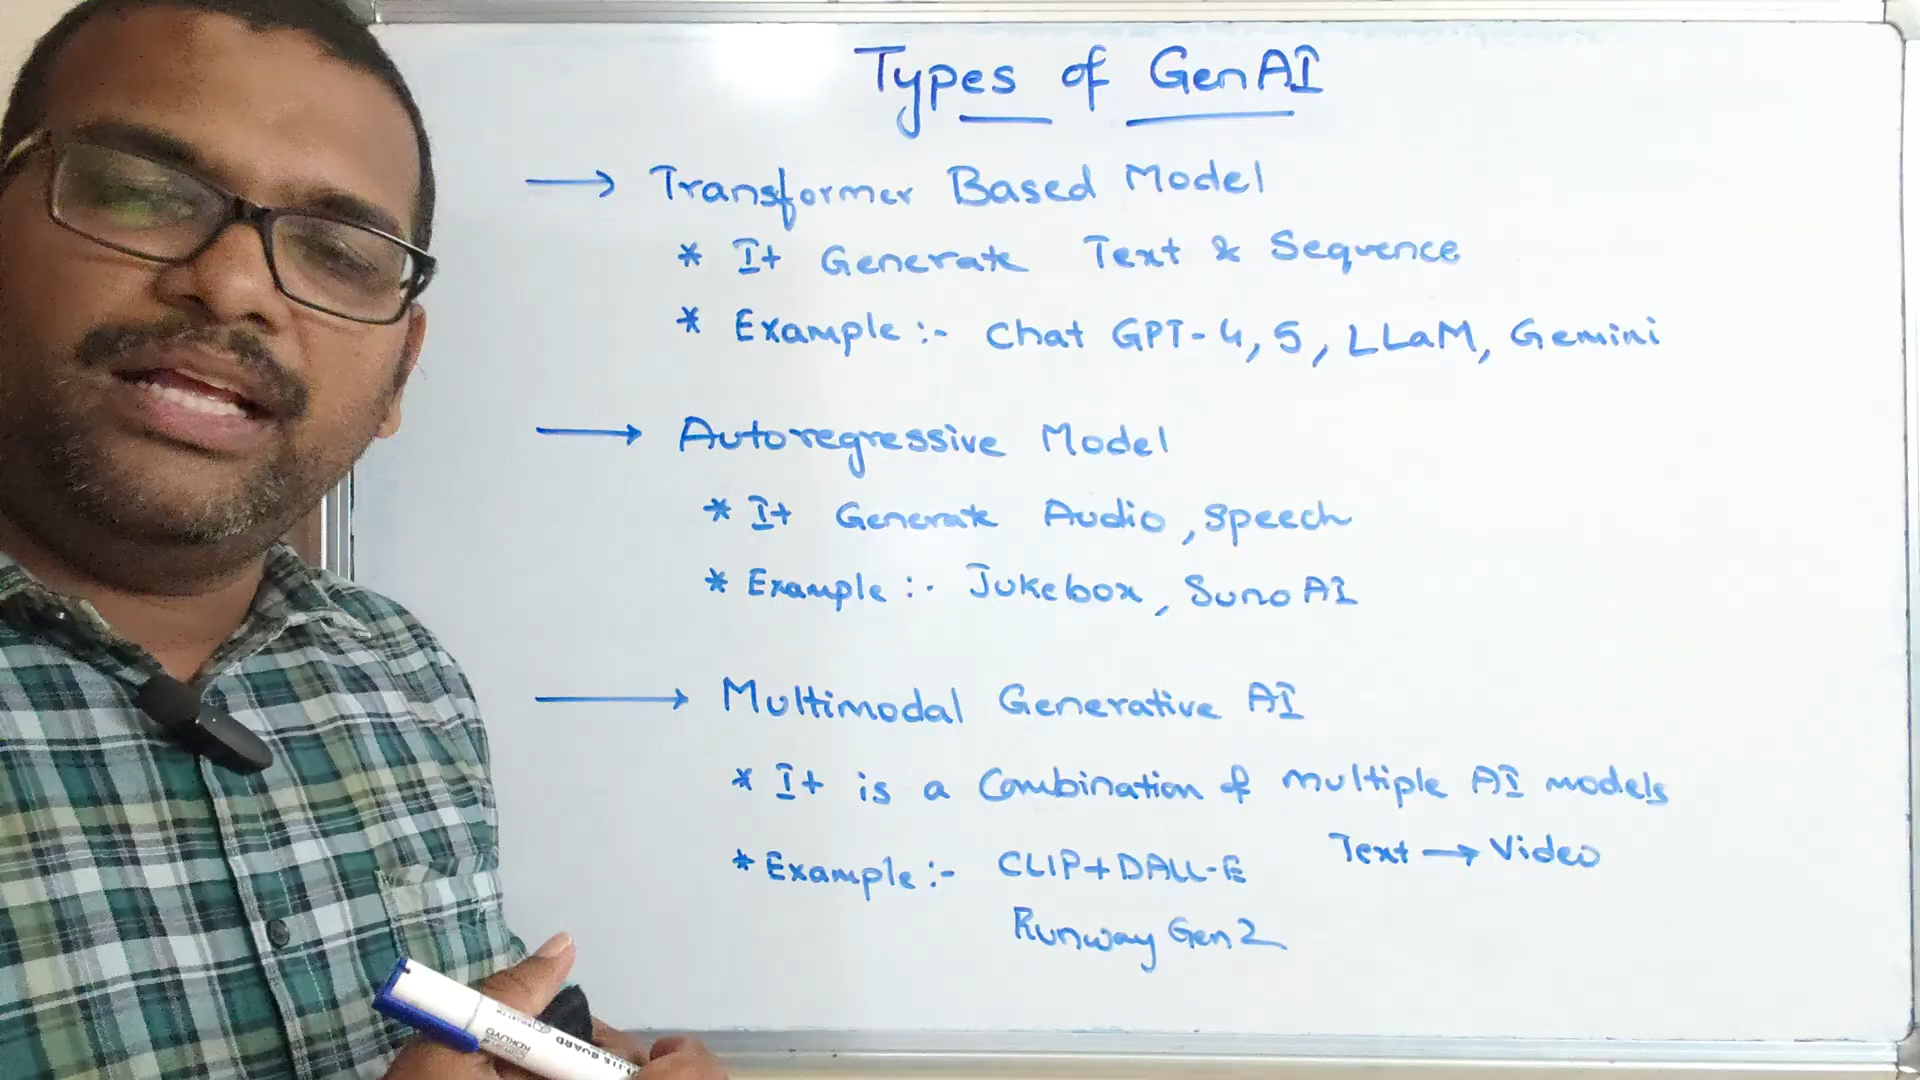 Types of GenAI
→ Transformer Based Model
* It Generate Text & Sequence
* Example :- Chat GPT-4, 5, LLaM, Gemini
→ Autoregressive Model
* It Generate Audio, speech
* Example :- Jukebox, Suno AI
→ Multimodal Generative AI
* It is a Combination of multiple AI models
* Example :- CLIP+DALL-E Text → Video
Runway Gen2
KOKUYO